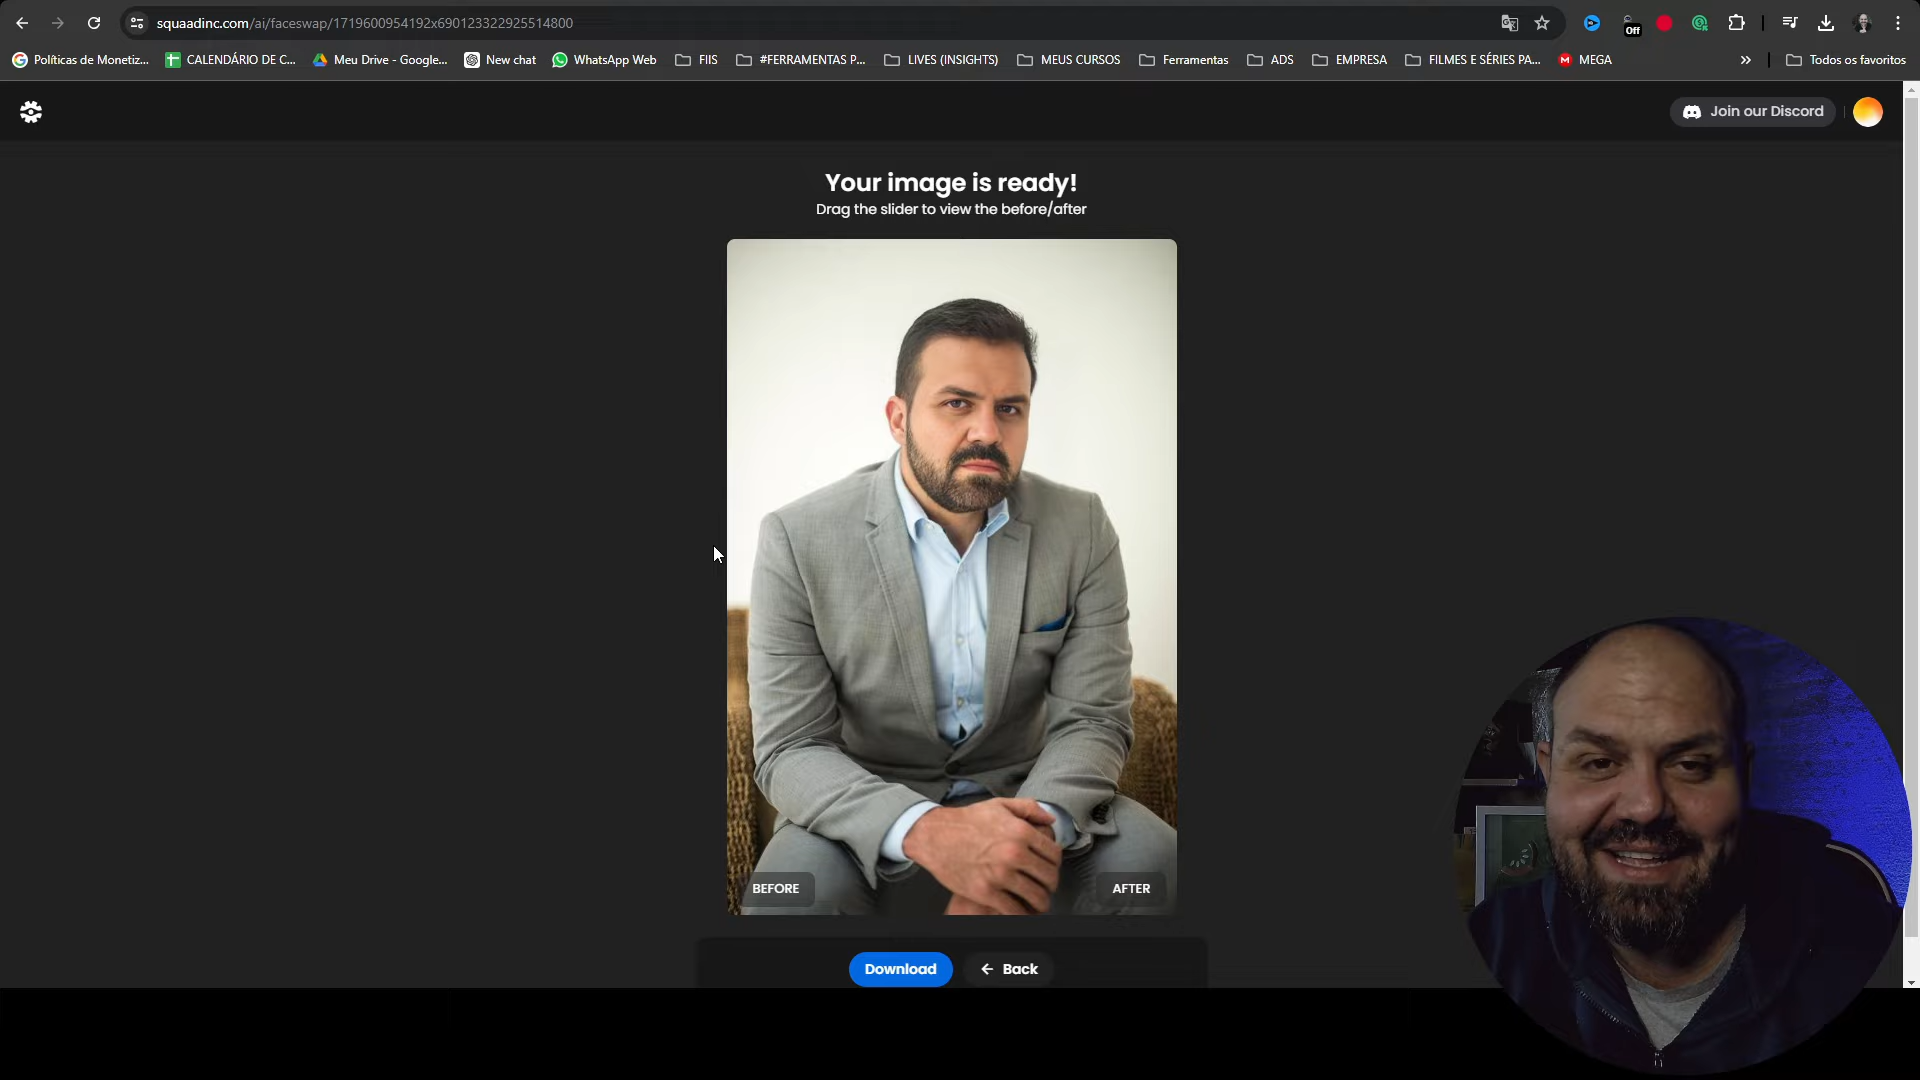 squaadinc.com/ai/faceswap/1719600954192x690123322925514800
Off
Políticas de Monetiz...
CALENDÁRIO DE C...
Meu Drive - Google...
New chat
WhatsApp Web
FIIS
#FERRAMENTAS P...
LIVES (INSIGHTS)
MEUS CURSOS
Ferramentas
ADS
EMPRESA
FILMES E SÉRIES PA...
MEGA
Todos os favoritos
Join our Discord
Your image is ready!
Drag the slider to view the before/after
BEFORE
AFTER
Download
Back